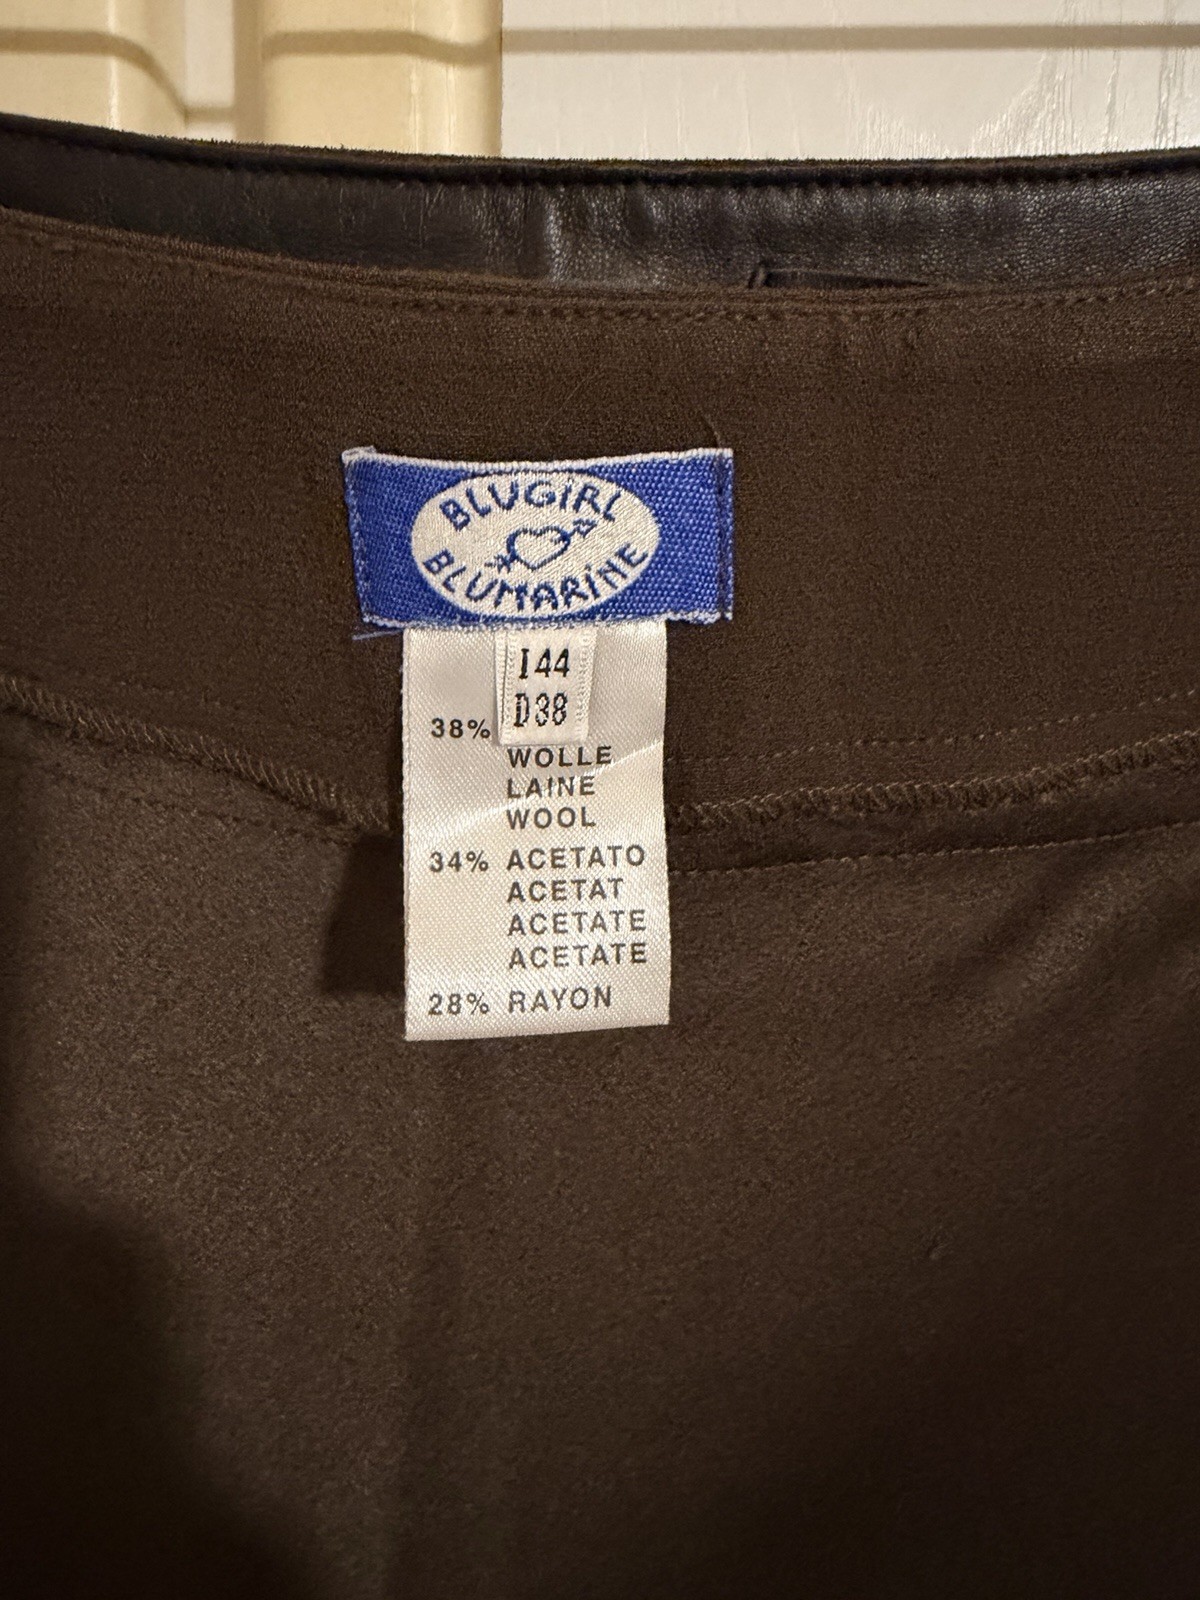 BLUGIRL
BLUMARINE
I44
D38
38%
WOLLE
LAINE
WOOL
34% ACETATO
ACETAT
ACETATE
ACETATE
28% RAYON